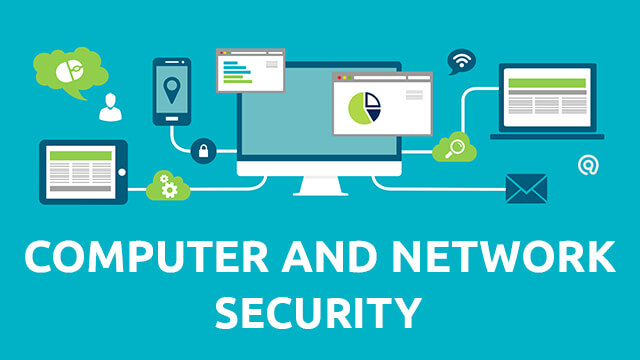 COMPUTER AND NETWORK
SECURITY